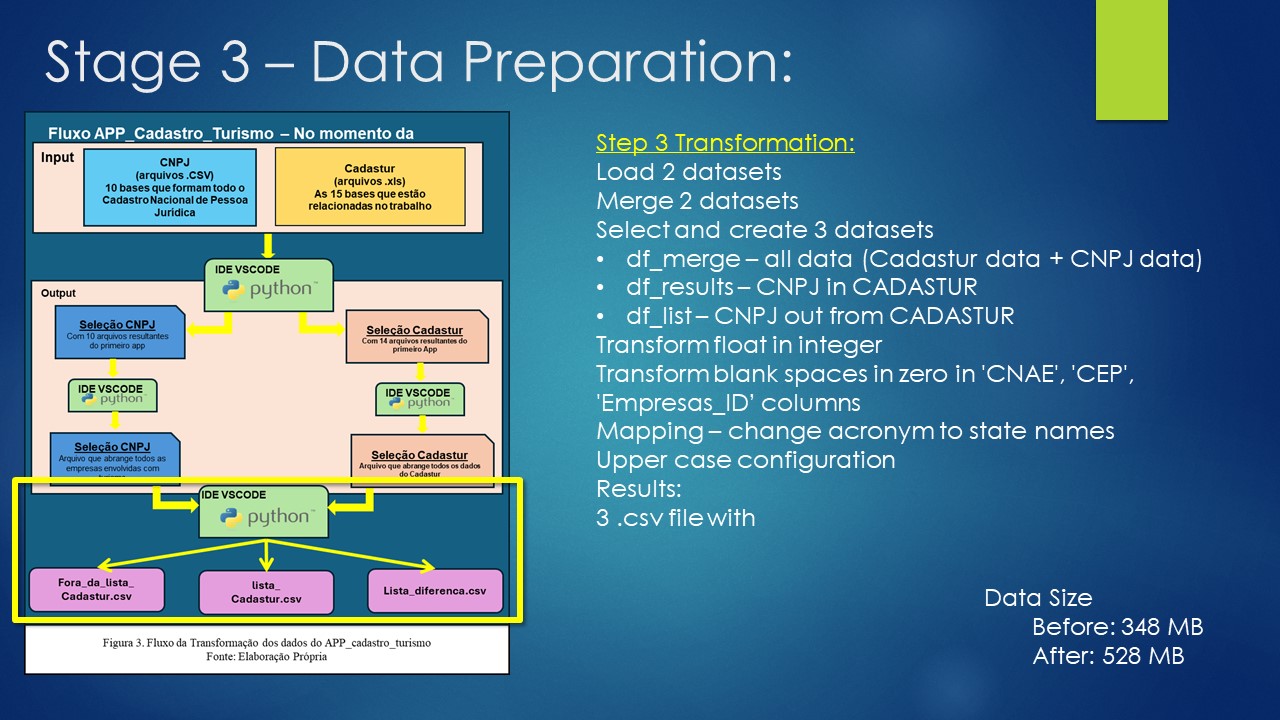 Stage 3 – Data Preparation:
Fluxo APP_Cadastro_Turismo – No momento da
Input
CNPJ
(arquivos .CSV)
10 bases que formam todo o
Cadastro Nacional de Pessoa
Jurídica
Cadastur
(arquivos .xls)
As 15 bases que estão
relacionadas no trabalho
IDE VSCODE
python™
Output
Seleção CNPJ
Com 10 arquivos resultantes
do primeiro app
Seleção Cadastur
Com 14 arquivos resultantes do
primeiro App
IDE VSCODE
python™
IDE VSCODE
python™
Seleção CNPJ
Arquivo que abrange todos as
empresas envolvidas com
Seleção Cadastur
Arquivo que abrange todos os dados
do Cadastur
IDE VSCODE
python™
Fora_da_lista_
Cadastur.csv
lista_
Cadastur.csv
Lista_diferenca.csv
Figura 3. Fluxo da Transformação dos dados do APP_cadastro_turismo
Fonte: Elaboração Própria
Step 3 Transformation:
Load 2 datasets
Merge 2 datasets
Select and create 3 datasets
• df_merge – all data (Cadastur data + CNPJ data)
• df_results – CNPJ in CADASTUR
• df_list – CNPJ out from CADASTUR
Transform float in integer
Transform blank spaces in zero in 'CNAE', 'CEP',
'Empresas_ID’ columns
Mapping – change acronym to state names
Upper case configuration
Results:
3 .csv file with
Data Size
Before: 348 MB
After: 528 MB